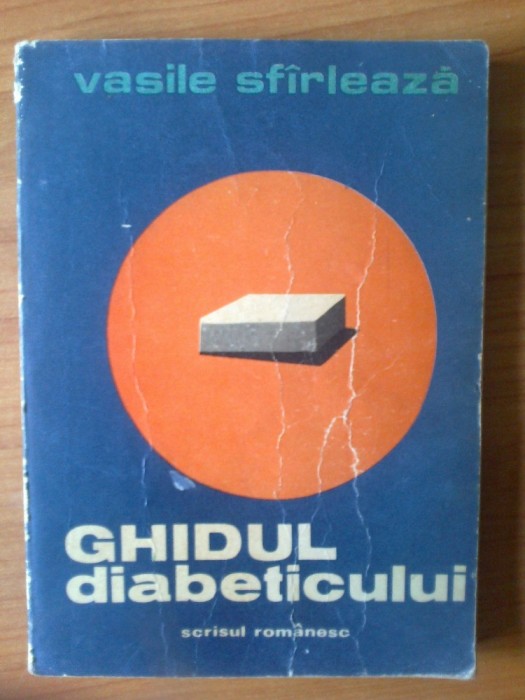 vasile sfîrlează
GHIDUL
diabeticului
scrisul românesc